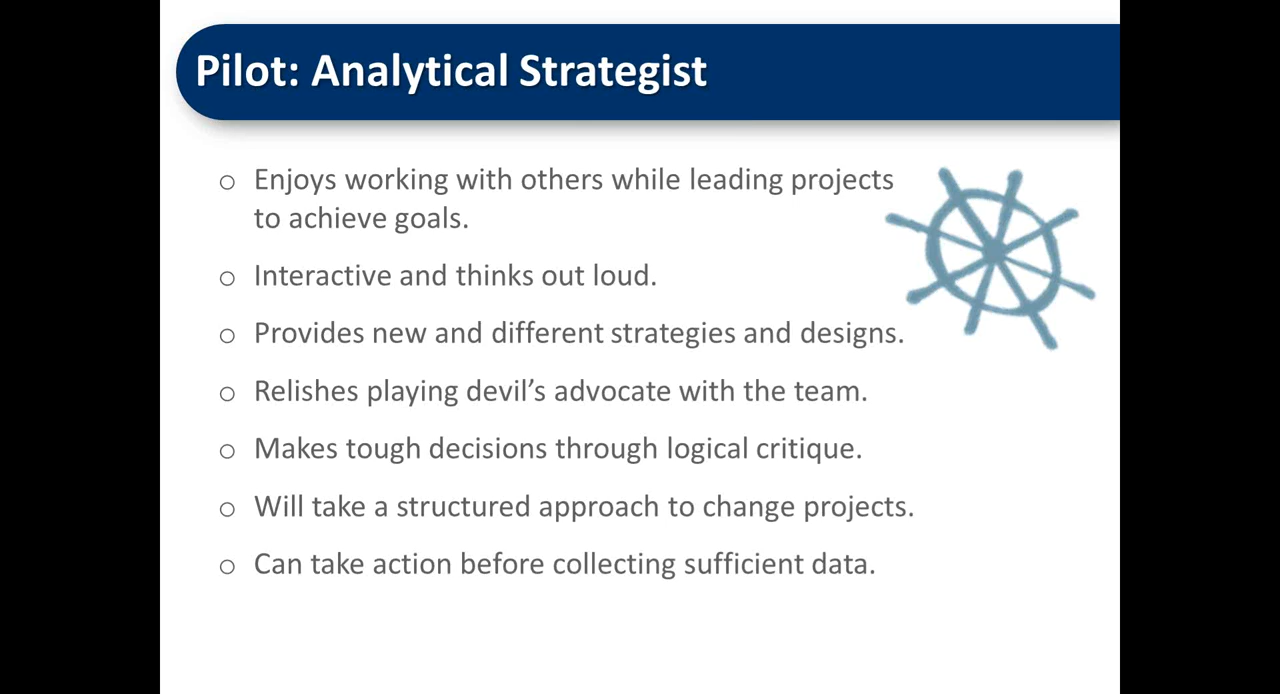 Pilot: Analytical Strategist
○ Enjoys working with others while leading projects
to achieve goals.
○ Interactive and thinks out loud.
○ Provides new and different strategies and designs.
○ Relishes playing devil’s advocate with the team.
○ Makes tough decisions through logical critique.
○ Will take a structured approach to change projects.
○ Can take action before collecting sufficient data.